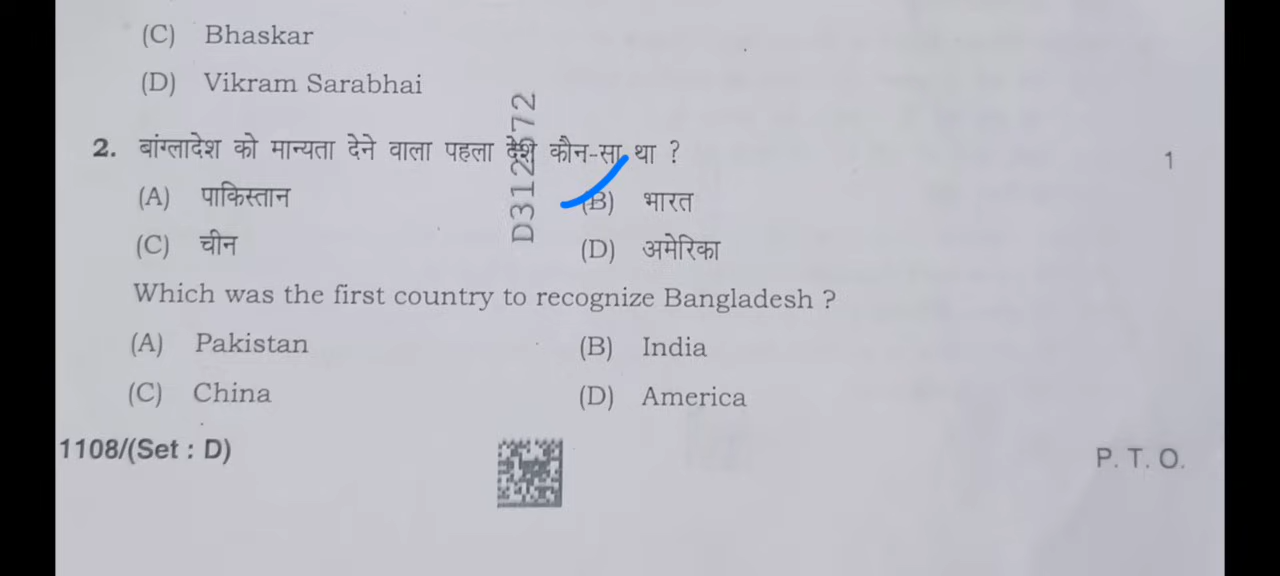 (C) Bhaskar
(D) Vikram Sarabhai
2. बांग्लादेश को मान्यता देने वाला पहला देश कौन-सा था ? 1
(A) पाकिस्तान (B) भारत
(C) चीन (D) अमेरिका
Which was the first country to recognize Bangladesh ?
(A) Pakistan (B) India
(C) China (D) America
1108/(Set : D) P. T. O.
D312672